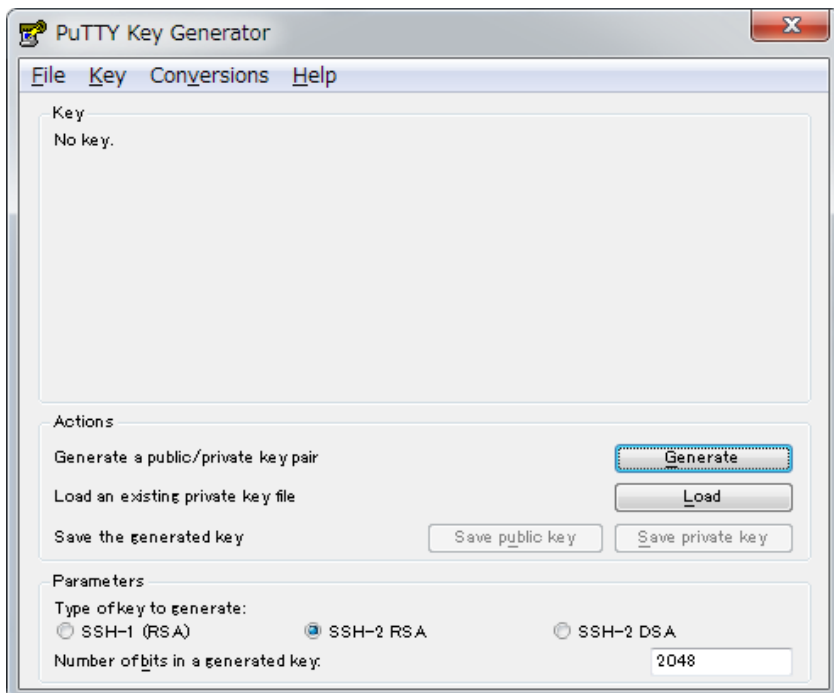 PuTTY Key Generator
File Key Conversions Help
Key
No key.
Actions
Generate a public/private key pair Generate
Load an existing private key file Load
Save the generated key Save public key Save private key
Parameters
Type of key to generate:
SSH-1 (RSA) SSH-2 RSA SSH-2 DSA
Number of bits in a generated key: 2048